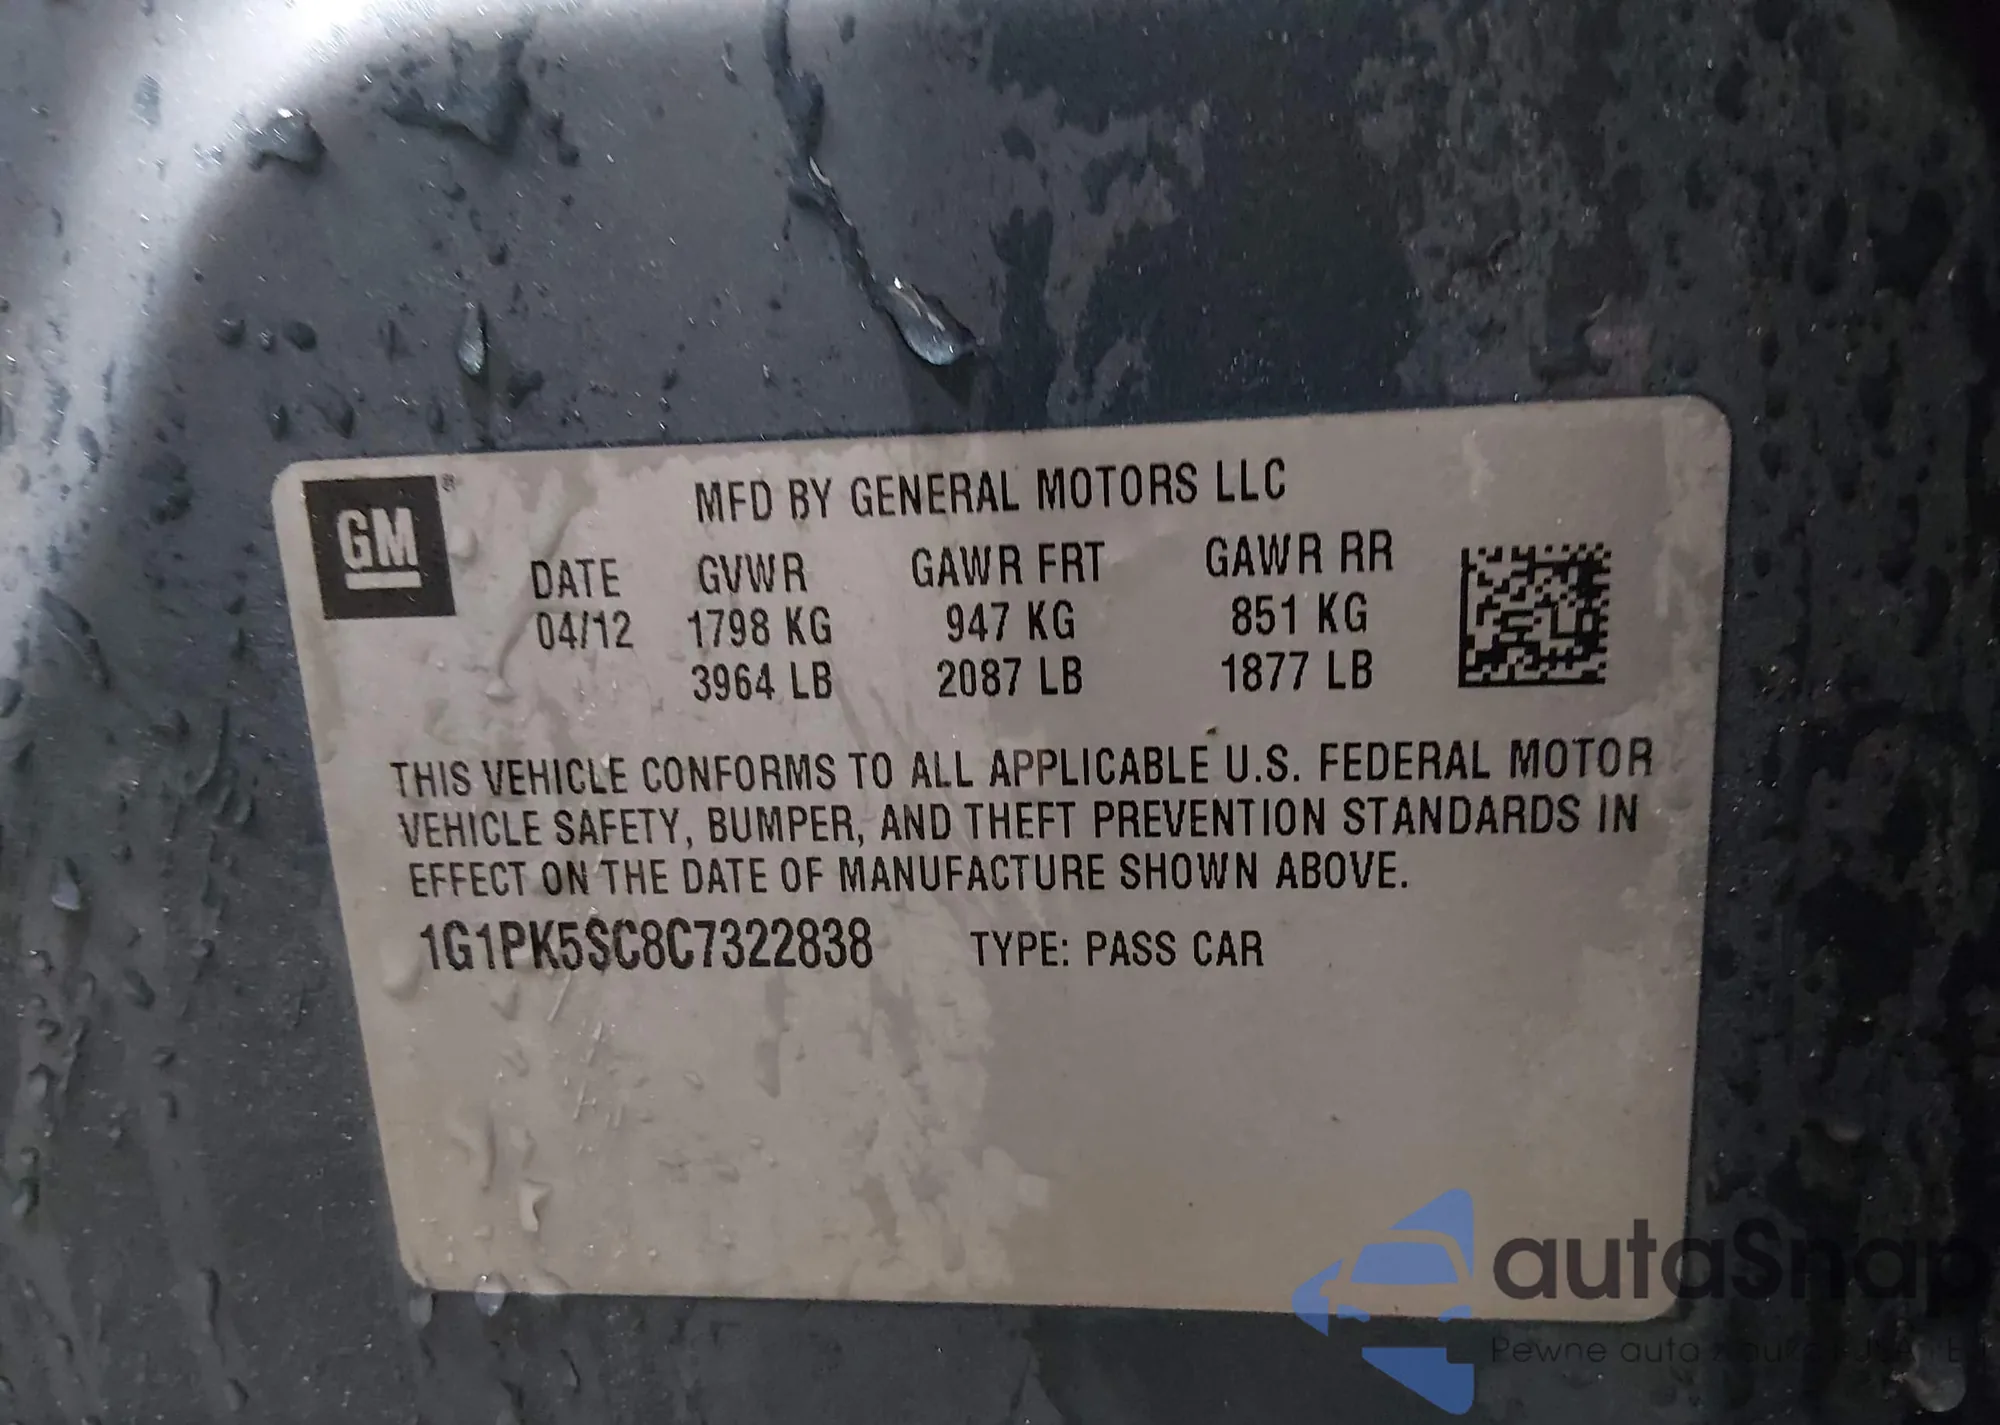 GM®
MFD BY GENERAL MOTORS LLC
DATE GVWR GAWR FRT GAWR RR
04/12 1798 KG 947 KG 851 KG
3964 LB 2087 LB 1877 LB
THIS VEHICLE CONFORMS TO ALL APPLICABLE U.S. FEDERAL MOTOR
VEHICLE SAFETY, BUMPER, AND THEFT PREVENTION STANDARDS IN
EFFECT ON THE DATE OF MANUFACTURE SHOWN ABOVE.
1G1PK5SC8C7322838 TYPE: PASS CAR
autaSnap
Pewne auta z